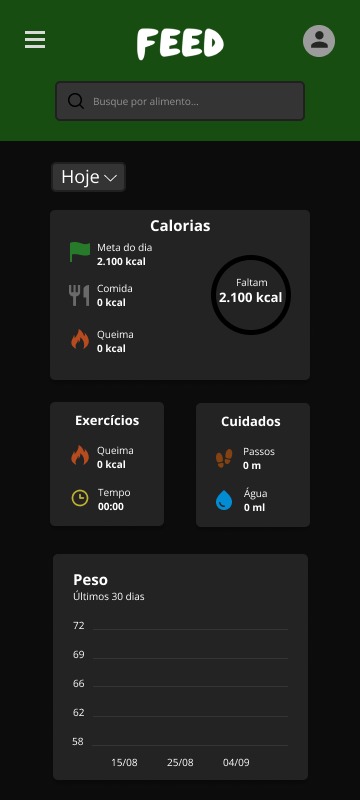 FEED
Busque por alimento...
Hoje
Calorias
Meta do dia
2.100 kcal
Comida
0 kcal
Queima
0 kcal
Faltam
2.100 kcal
Exercícios
Queima
0 kcal
Tempo
00:00
Cuidados
Passos
0 m
Água
0 ml
Peso
Últimos 30 dias
72
69
66
62
58
15/08 25/08 04/09